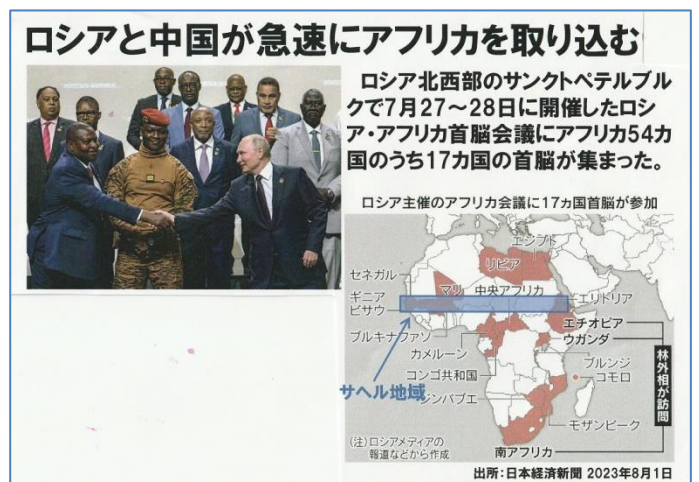 ロシアと中国が急速にアフリカを取り込む
ロシア北西部のサンクトペテルブル
クで7月27～28日に開催したロシ
ア・アフリカ首脳会議にアフリカ54カ
国のうち17カ国の首脳が集まった。
ロシア主催のアフリカ会議に17ヵ国首脳が参加
エジプト
リビア
セネガル
マリ
中央アフリカ
ギニア
ビサウ
エリトリア
エチオピア
ウガンダ
ブルキナファソ
カメルーン
ブルンジ
コンゴ共和国
コモロ
サヘル地域
ジンバブエ
モザンビーク
林外相が訪問
(注)ロシアメディアの
報道などから作成
南アフリカ
出所：日本経済新聞 2023年8月1日